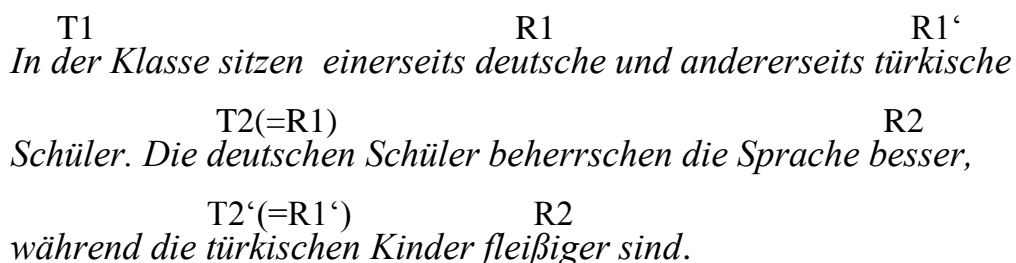 T1 R1 R1‘
In der Klasse sitzen  einerseits deutsche und andererseits türkische
T2(=R1) R2
Schüler. Die deutschen Schüler beherrschen die Sprache besser,
T2‘(=R1‘) R2
während die türkischen Kinder fleißiger sind.